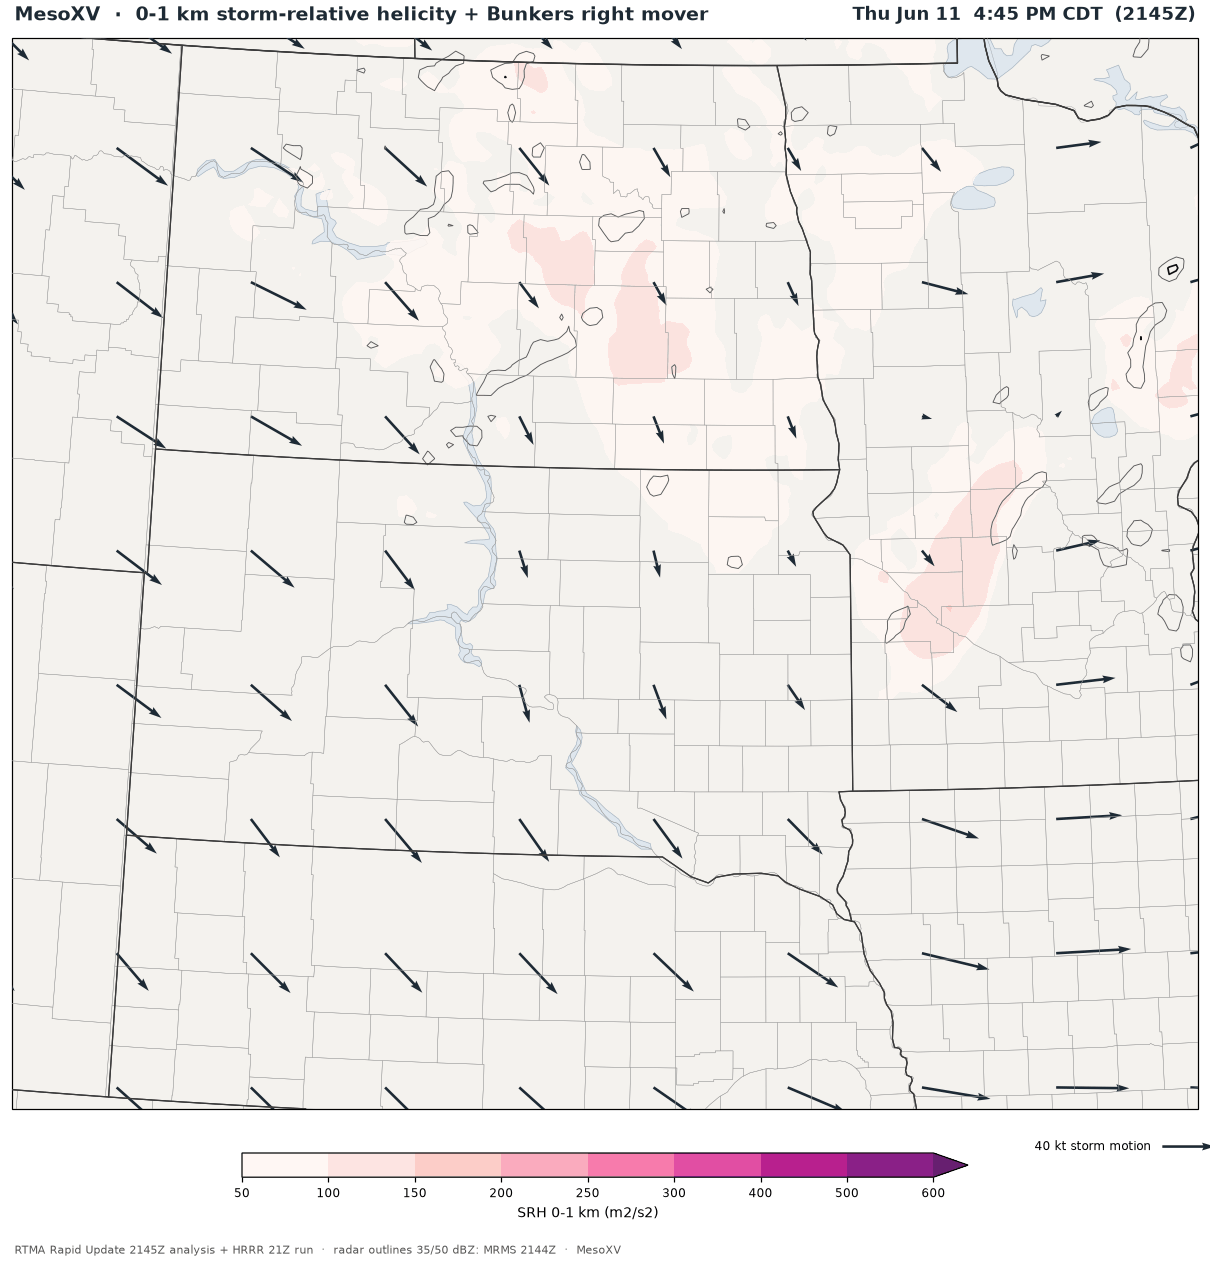 MesoXV · 0-1 km storm-relative helicity + Bunkers right mover
Thu Jun 11 4:45 PM CDT (2145Z)
40 kt storm motion
50 100 150 200 250 300 400 500 600
SRH 0-1 km (m2/s2)
RTMA Rapid Update 2145Z analysis + HRRR 21Z run · radar outlines 35/50 dBZ: MRMS 2144Z · MesoXV